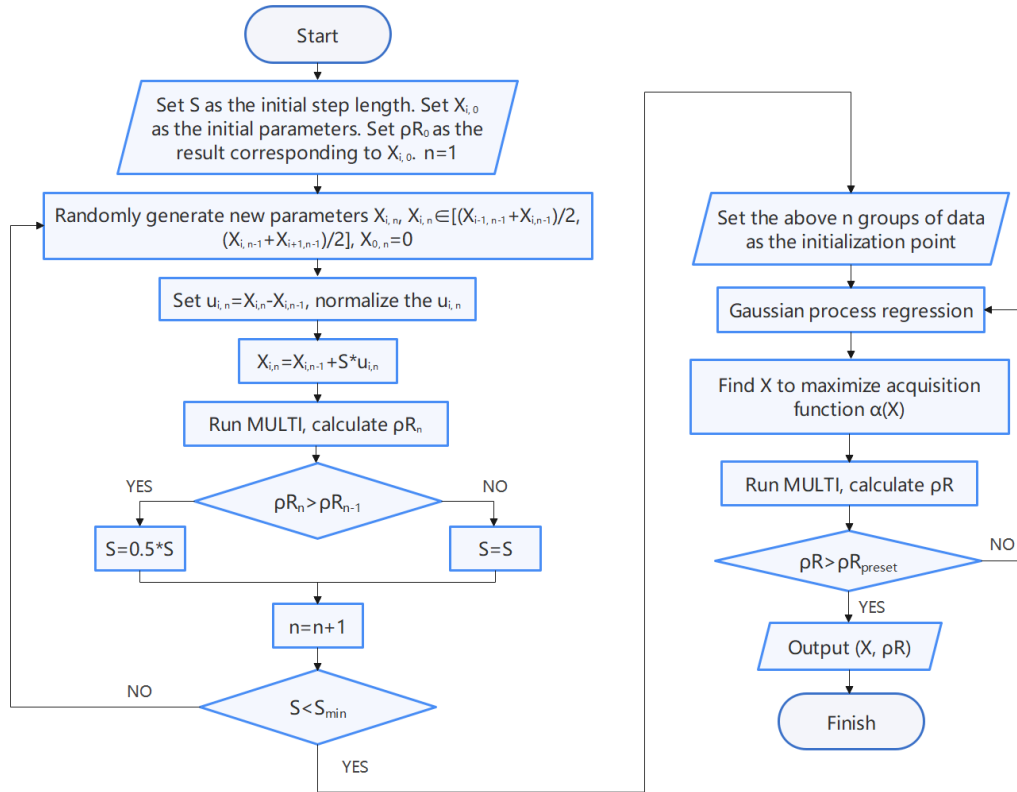 Start
Set S as the initial step length. Set Xi, 0
as the initial parameters. Set ρR0 as the
result corresponding to Xi, 0. n=1
Randomly generate new parameters Xi, n, Xi, n∈[(Xi-1, n-1+Xi,n-1)/2,
(Xi, n-1+Xi+1,n-1)/2], X0, n=0
Set ui, n=Xi,n-Xi,n-1, normalize the ui, n
Xi,n=Xi,n-1+S*ui,n
Run MULTI, calculate ρRn
ρRn>ρRn-1
YES
NO
S=0.5*S
S=S
n=n+1
S<Smin
NO
YES
Set the above n groups of data
as the initialization point
Gaussian process regression
Find X to maximize acquisition
function α(X)
Run MULTI, calculate ρR
ρR>ρRpreset
NO
YES
Output (X, ρR)
Finish